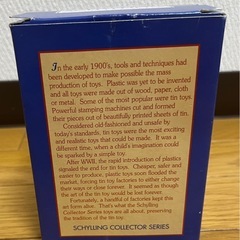 In the early 1900's, tools and techniques had
been developed to make possible the mass
production of toys. Plastic was yet to be invented
and all toys were made out of wood, paper, cloth
or metal. Some of the most popular were tin toys.
Powerful stamping machines cut and formed
their pieces out of beautifully printed sheets of tin.
Considered old-fashioned and unsafe by
today's standards, tin toys were the most exciting
and realistic toys that could be made. It was a
different time, when a child's imagination could
be sparked by a simple toy.
After WWII, the rapid introduction of plastics
signaled the end for tin toys. Cheaper, safer and
easier to mold, plastic toys soon flooded the
market, forcing tin toy factories to either change
their ways or close forever. It seemed as though
the art of the tin toy would be lost forever.
Fortunately, a handful of factories kept this
art form alive. That's what the Schylling
Collector Series toys are all about, preserving
the tradition of the tin toy.
SCHYLLING COLLECTOR SERIES